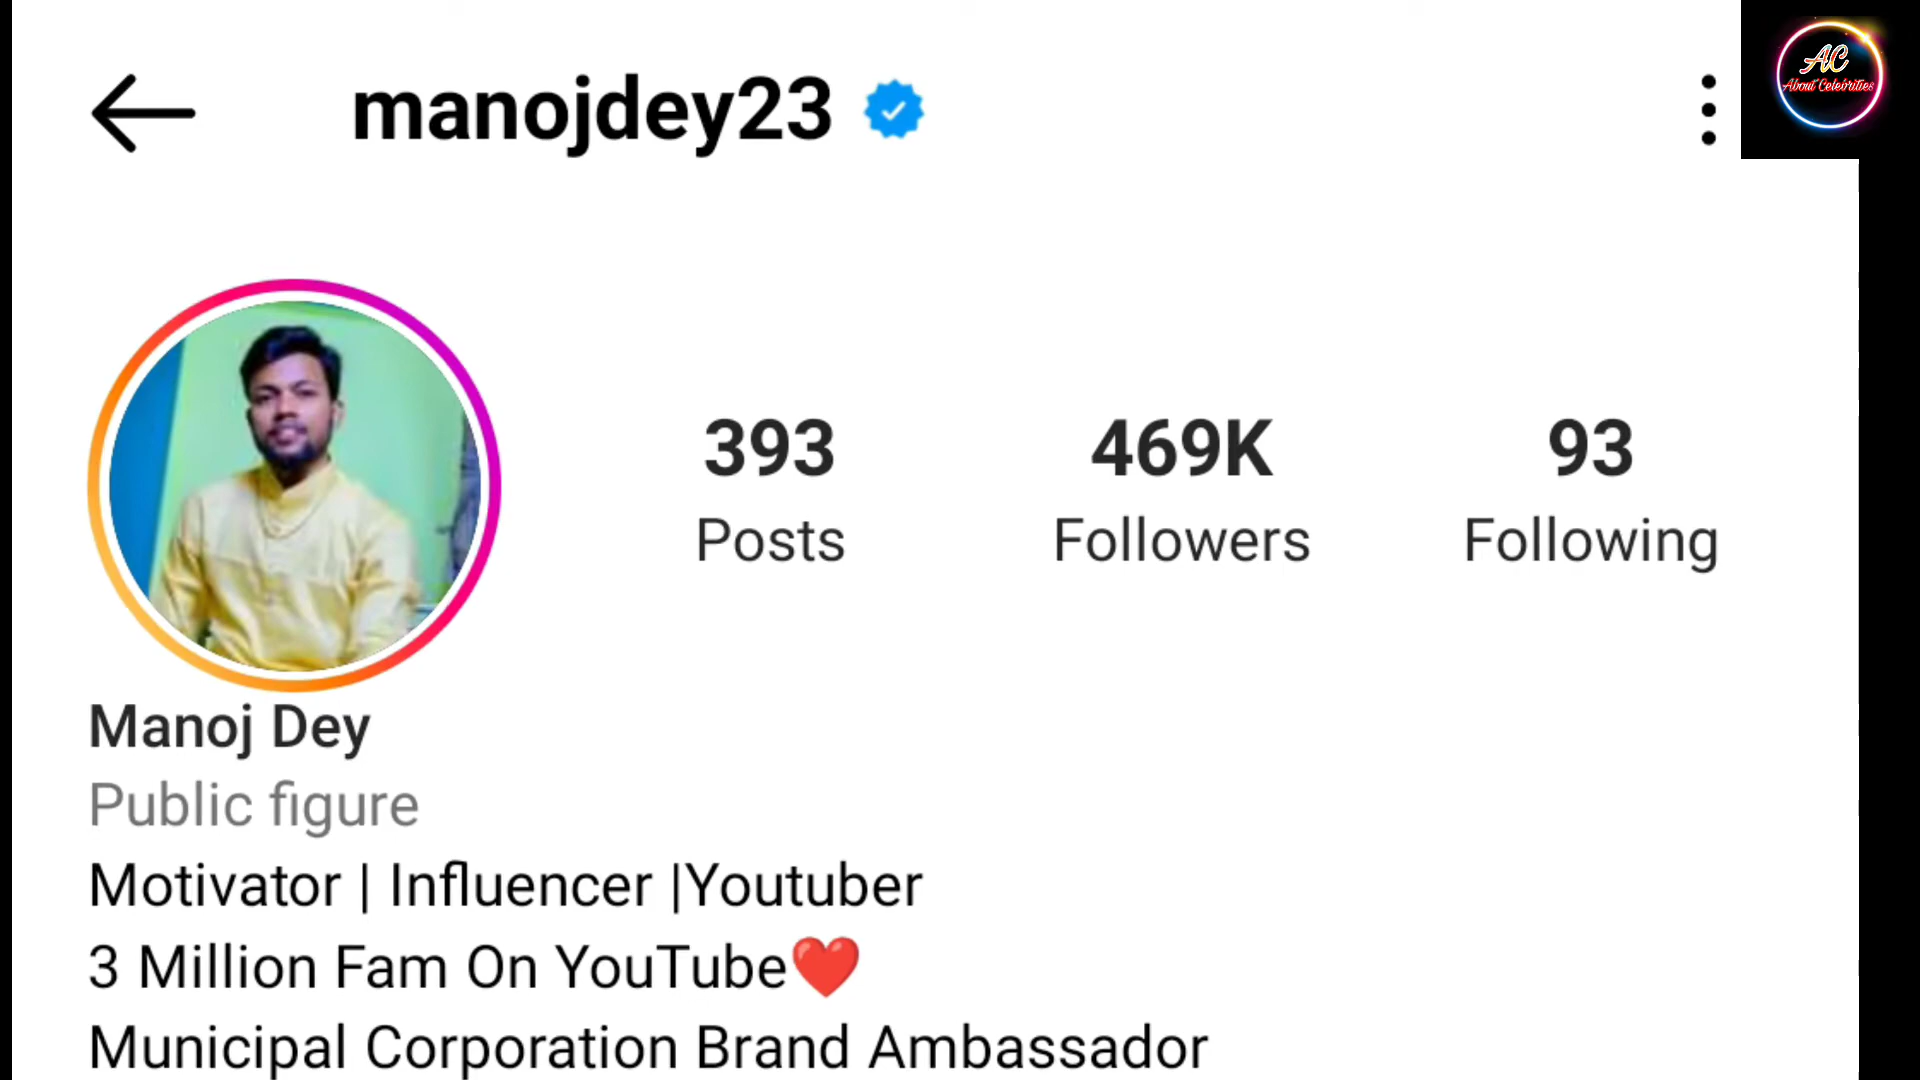 manojdey23
AC
About Celebrities
393
Posts
469K
Followers
93
Following
Manoj Dey
Public figure
Motivator | Influencer |Youtuber
3 Million Fam On YouTube❤️
Municipal Corporation Brand Ambassador